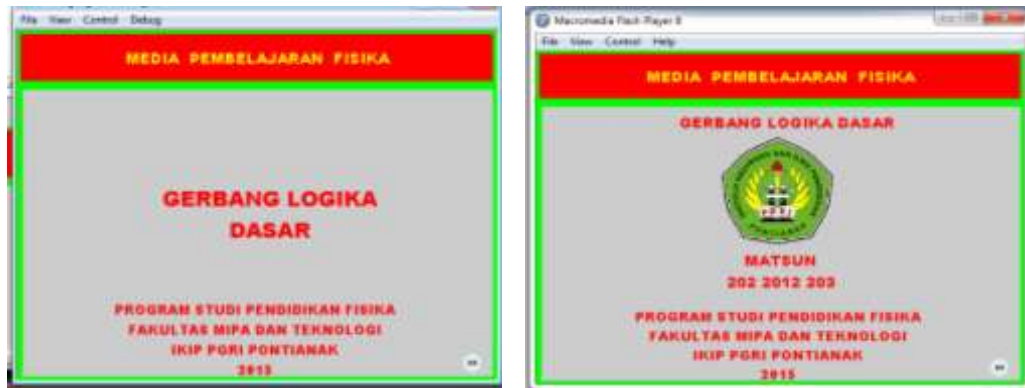 File View Control Debug
MEDIA PEMBELAJARAN FISIKA
GERBANG LOGIKA
DASAR
PROGRAM STUDI PENDIDIKAN FISIKA
FAKULTAS MIPA DAN TEKNOLOGI
IKIP PGRI PONTIANAK
2015
Macromedia Flash Player 8
File View Control Help
MEDIA PEMBELAJARAN FISIKA
GERBANG LOGIKA DASAR
PGRI
PONTIANAK
MATSUN
202 2012 203
PROGRAM STUDI PENDIDIKAN FISIKA
FAKULTAS MIPA DAN TEKNOLOGI
IKIP PGRI PONTIANAK
2015